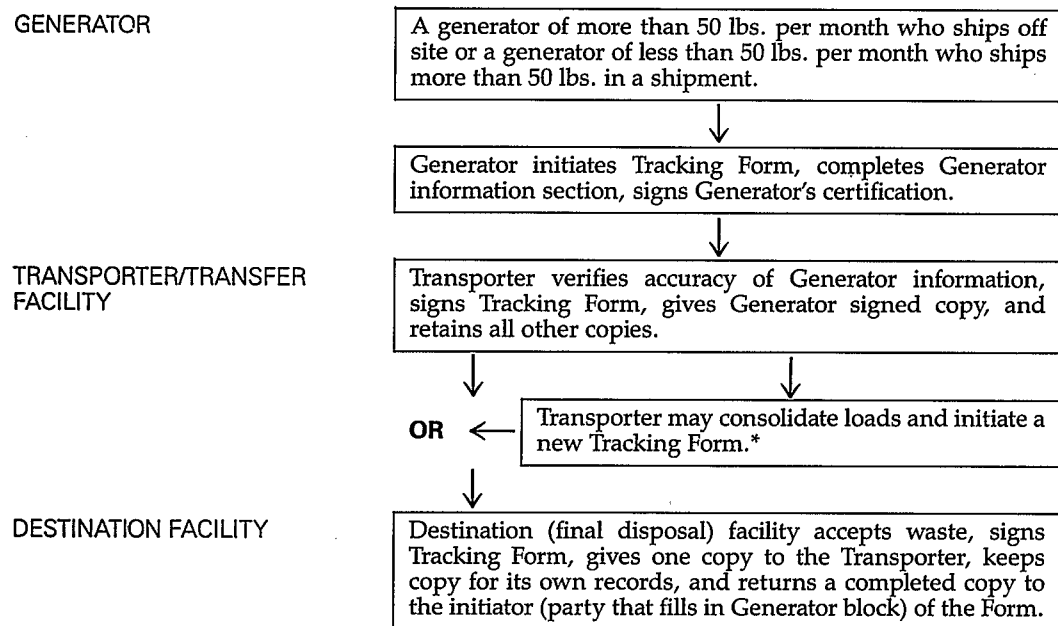 GENERATOR
A generator of more than 50 lbs. per month who ships off
site or a generator of less than 50 lbs. per month who ships
more than 50 lbs. in a shipment.
Generator initiates Tracking Form, completes Generator
information section, signs Generator's certification.
TRANSPORTER/TRANSFER
FACILITY
Transporter verifies accuracy of Generator information,
signs Tracking Form, gives Generator signed copy, and
retains all other copies.
OR
Transporter may consolidate loads and initiate a
new Tracking Form.*
DESTINATION FACILITY
Destination (final disposal) facility accepts waste, signs
Tracking Form, gives one copy to the Transporter, keeps
copy for its own records, and returns a completed copy to
the initiator (party that fills in Generator block) of the Form.